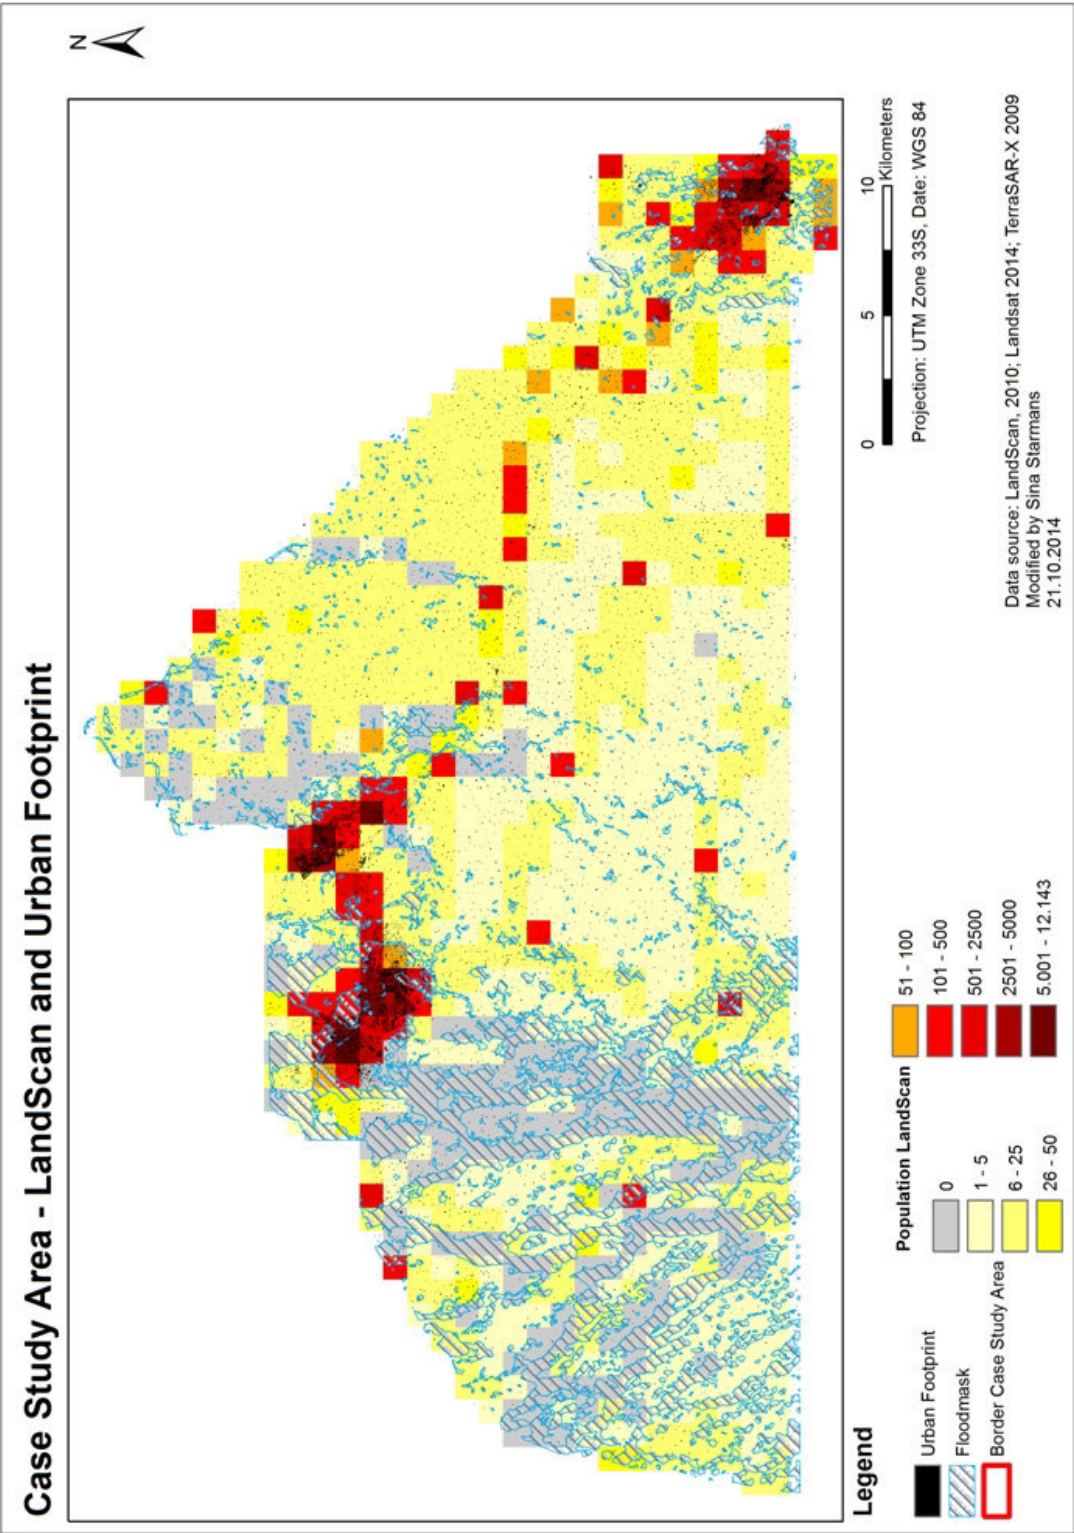 Case Study Area - LandScan and Urban Footprint
N
Legend
Urban Footprint
Floodmask
Border Case Study Area
Population LandScan
0
1 - 5
6 - 25
26 - 50
51 - 100
101 - 500
501 - 2500
2501 - 5000
5.001 - 12.143
0 5 10
Kilometers
Projection: UTM Zone 33S, Date: WGS 84
Data source: LandScan, 2010; Landsat 2014; TerraSAR-X 2009
Modified by Sina Starmans
21.10.2014